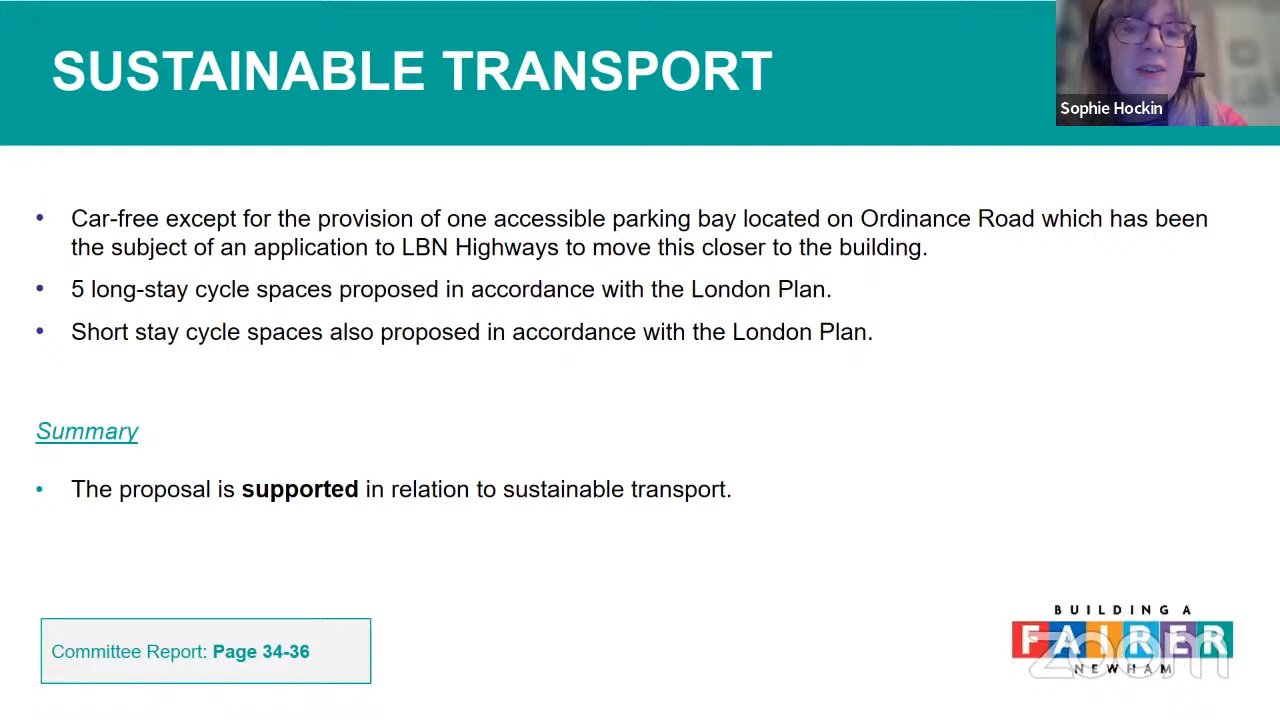 SUSTAINABLE TRANSPORT
Sophie Hockin
• Car-free except for the provision of one accessible parking bay located on Ordinance Road which has been
the subject of an application to LBN Highways to move this closer to the building.
• 5 long-stay cycle spaces proposed in accordance with the London Plan.
• Short stay cycle spaces also proposed in accordance with the London Plan.
Summary
• The proposal is supported in relation to sustainable transport.
Committee Report: Page 34-36
BUILDING A
FAIRER
NEWHAM
zoom